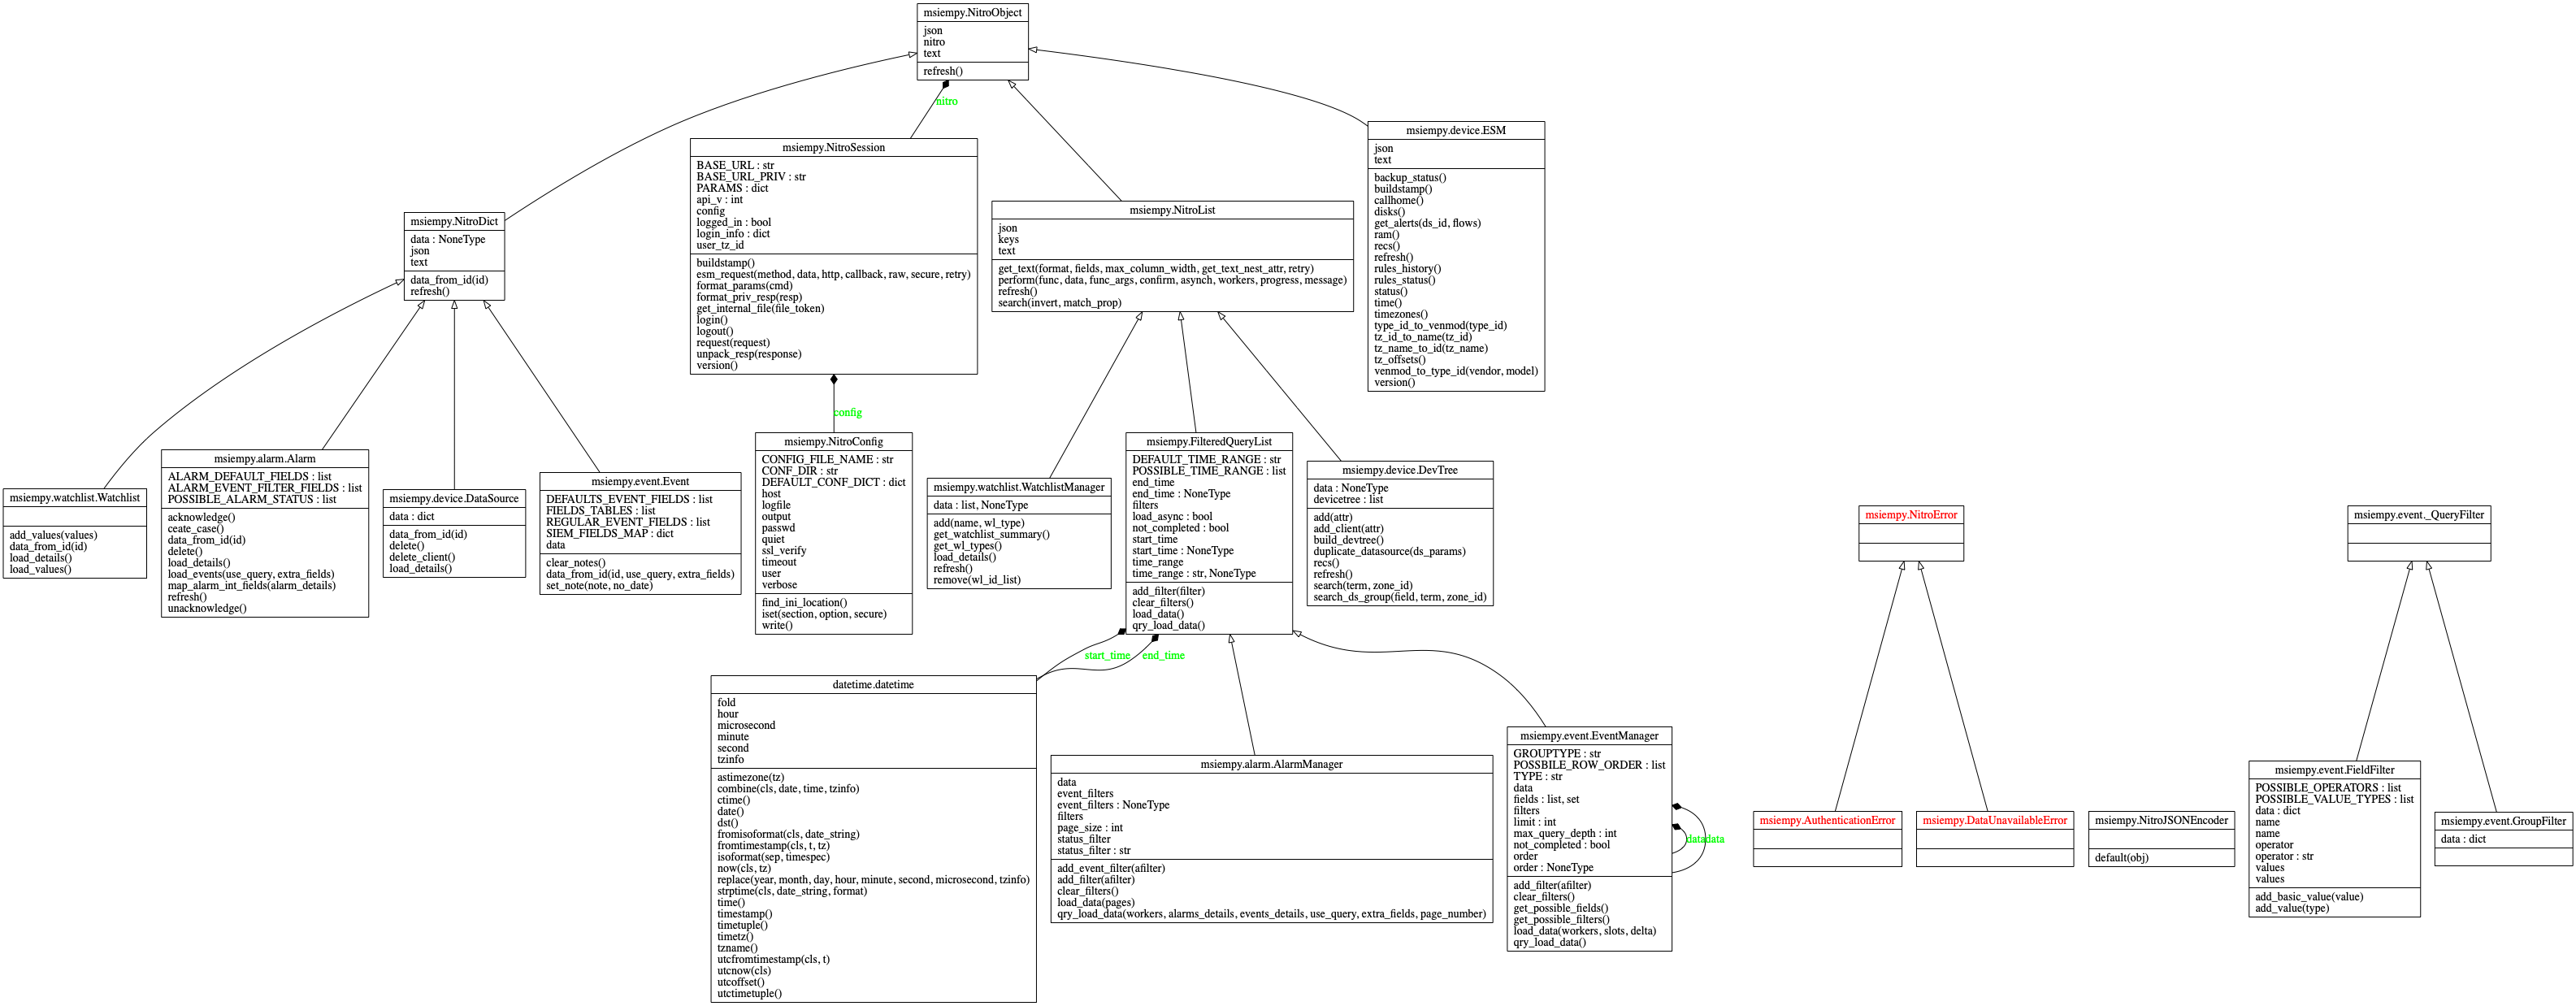 msiempy.NitroObject
json
nitro
text
refresh()
nitro
msiempy.NitroDict
data : NoneType
json
text
data_from_id(id)
refresh()
msiempy.NitroSession
BASE_URL : str
BASE_URL_PRIV : str
PARAMS : dict
api_v : int
config
logged_in : bool
login_info : dict
user_tz_id
buildstamp()
esm_request(method, data, http, callback, raw, secure, retry)
format_params(cmd)
format_priv_resp(resp)
get_internal_file(file_token)
login()
logout()
request(request)
unpack_resp(response)
version()
config
msiempy.NitroList
json
keys
text
get_text(format, fields, max_column_width, get_text_nest_attr, retry)
perform(func, data, func_args, confirm, asynch, workers, progress, message)
refresh()
search(invert, match_prop)
msiempy.device.ESM
json
text
backup_status()
buildstamp()
callhome()
disks()
get_alerts(ds_id, flows)
ram()
recs()
refresh()
rules_history()
rules_status()
status()
time()
timezones()
type_id_to_venmod(type_id)
tz_id_to_name(tz_id)
tz_name_to_id(tz_name)
tz_offsets()
venmod_to_type_id(vendor, model)
version()
msiempy.watchlist.Watchlist
add_values(values)
data_from_id(id)
load_details()
load_values()
msiempy.alarm.Alarm
ALARM_DEFAULT_FIELDS : list
ALARM_EVENT_FILTER_FIELDS : list
POSSIBLE_ALARM_STATUS : list
acknowledge()
ceate_case()
data_from_id(id)
delete()
load_details()
load_events(use_query, extra_fields)
map_alarm_int_fields(alarm_details)
refresh()
unacknowledge()
msiempy.device.DataSource
data : dict
data_from_id(id)
delete()
delete_client()
load_details()
msiempy.event.Event
DEFAULTS_EVENT_FIELDS : list
FIELDS_TABLES : list
REGULAR_EVENT_FIELDS : list
SIEM_FIELDS_MAP : dict
data
clear_notes()
data_from_id(id, use_query, extra_fields)
set_note(note, no_date)
msiempy.NitroConfig
CONFIG_FILE_NAME : str
CONF_DIR : str
DEFAULT_CONF_DICT : dict
host
logfile
output
passwd
quiet
ssl_verify
timeout
user
verbose
find_ini_location()
iset(section, option, secure)
write()
msiempy.watchlist.WatchlistManager
data : list, NoneType
add(name, wl_type)
get_watchlist_summary()
get_wl_types()
load_details()
refresh()
remove(wl_id_list)
msiempy.FilteredQueryList
DEFAULT_TIME_RANGE : str
POSSIBLE_TIME_RANGE : list
end_time
end_time : NoneType
filters
load_async : bool
not_completed : bool
start_time
start_time : NoneType
time_range
time_range : str, NoneType
add_filter(filter)
clear_filters()
load_data()
qry_load_data()
msiempy.device.DevTree
data : NoneType
devicetree : list
add(attr)
add_client(attr)
build_devtree()
duplicate_datasource(ds_params)
recs()
refresh()
search(term, zone_id)
search_ds_group(field, term, zone_id)
start_time
end_time
datetime.datetime
fold
hour
microsecond
minute
second
tzinfo
astimezone(tz)
combine(cls, date, time, tzinfo)
ctime()
date()
dst()
fromisoformat(cls, date_string)
fromtimestamp(cls, t, tz)
isoformat(sep, timespec)
now(cls, tz)
replace(year, month, day, hour, minute, second, microsecond, tzinfo)
strptime(cls, date_string, format)
time()
timestamp()
timetuple()
timetz()
tzname()
utcfromtimestamp(cls, t)
utcnow(cls)
utcoffset()
utctimetuple()
msiempy.alarm.AlarmManager
data
event_filters
event_filters : NoneType
filters
page_size : int
status_filter
status_filter : str
add_event_filter(afilter)
add_filter(afilter)
clear_filters()
load_data(pages)
qry_load_data(workers, alarms_details, events_details, use_query, extra_fields, page_number)
msiempy.event.EventManager
GROUPTYPE : str
POSSBILE_ROW_ORDER : list
TYPE : str
data
fields : list, set
filters
limit : int
max_query_depth : int
not_completed : bool
order
order : NoneType
add_filter(afilter)
clear_filters()
get_possible_fields()
get_possible_filters()
load_data(workers, slots, delta)
qry_load_data()
data
data
msiempy.NitroError
msiempy.AuthenticationError
msiempy.DataUnavailableError
msiempy.NitroJSONEncoder
default(obj)
msiempy.event._QueryFilter
msiempy.event.FieldFilter
POSSIBLE_OPERATORS : list
POSSIBLE_VALUE_TYPES : list
data : dict
name
name
operator
operator : str
values
values
add_basic_value(value)
add_value(type)
msiempy.event.GroupFilter
data : dict